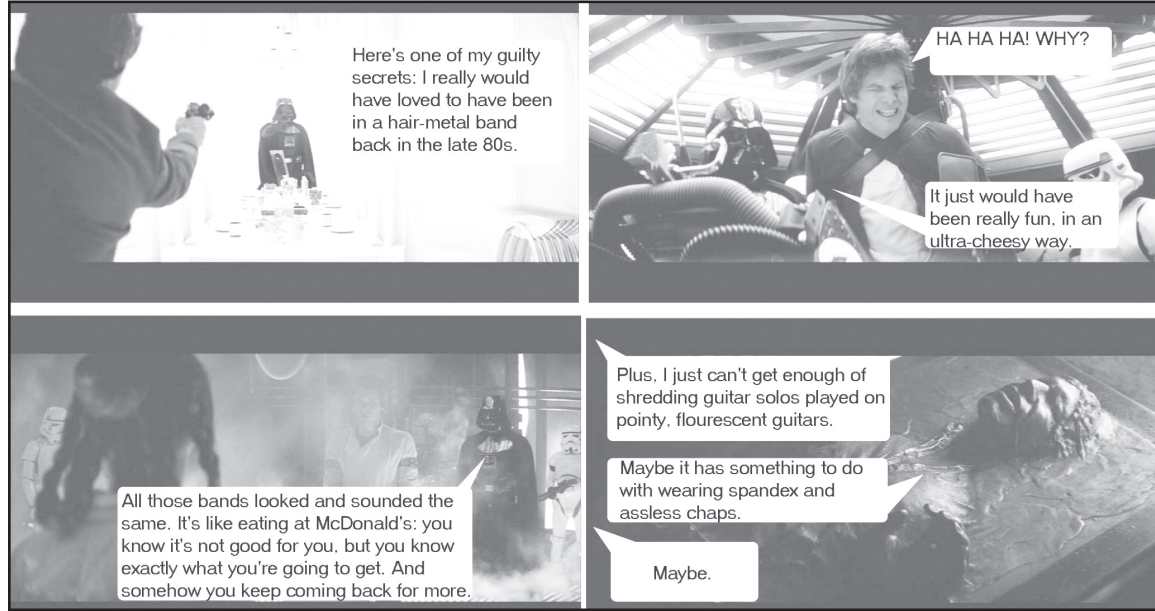 Here's one of my guilty
secrets: I really would
have loved to have been
in a hair-metal band
back in the late 80s.
HA HA HA! WHY?
It just would have
been really fun, in an
ultra-cheesy way.
All those bands looked and sounded the
same. It's like eating at McDonald's: you
know it's not good for you, but you know
exactly what you're going to get. And
somehow you keep coming back for more.
Plus, I just can't get enough of
shredding guitar solos played on
pointy, flourescent guitars.
Maybe it has something to do
with wearing spandex and
assless chaps.
Maybe.